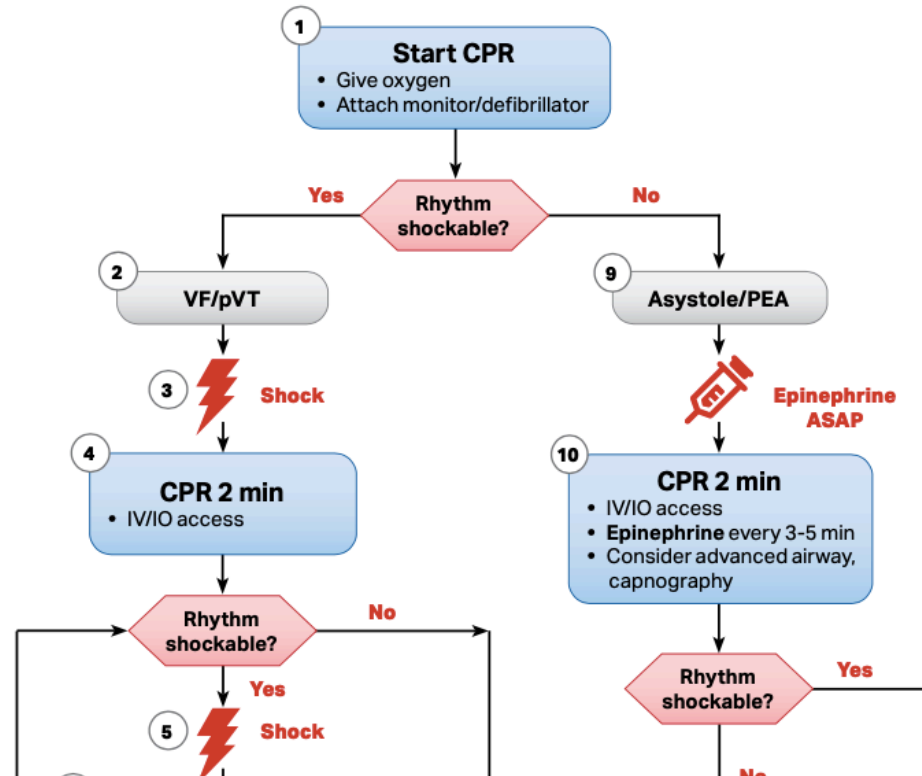 1
Start CPR
• Give oxygen
• Attach monitor/defibrillator
Yes
Rhythm
shockable?
No
2
VF/pVT
9
Asystole/PEA
3
Shock
Epinephrine
ASAP
4
CPR 2 min
• IV/IO access
10
CPR 2 min
• IV/IO access
• Epinephrine every 3-5 min
• Consider advanced airway,
capnography
Rhythm
shockable?
No
Yes
Rhythm
shockable?
Yes
5
Shock
No